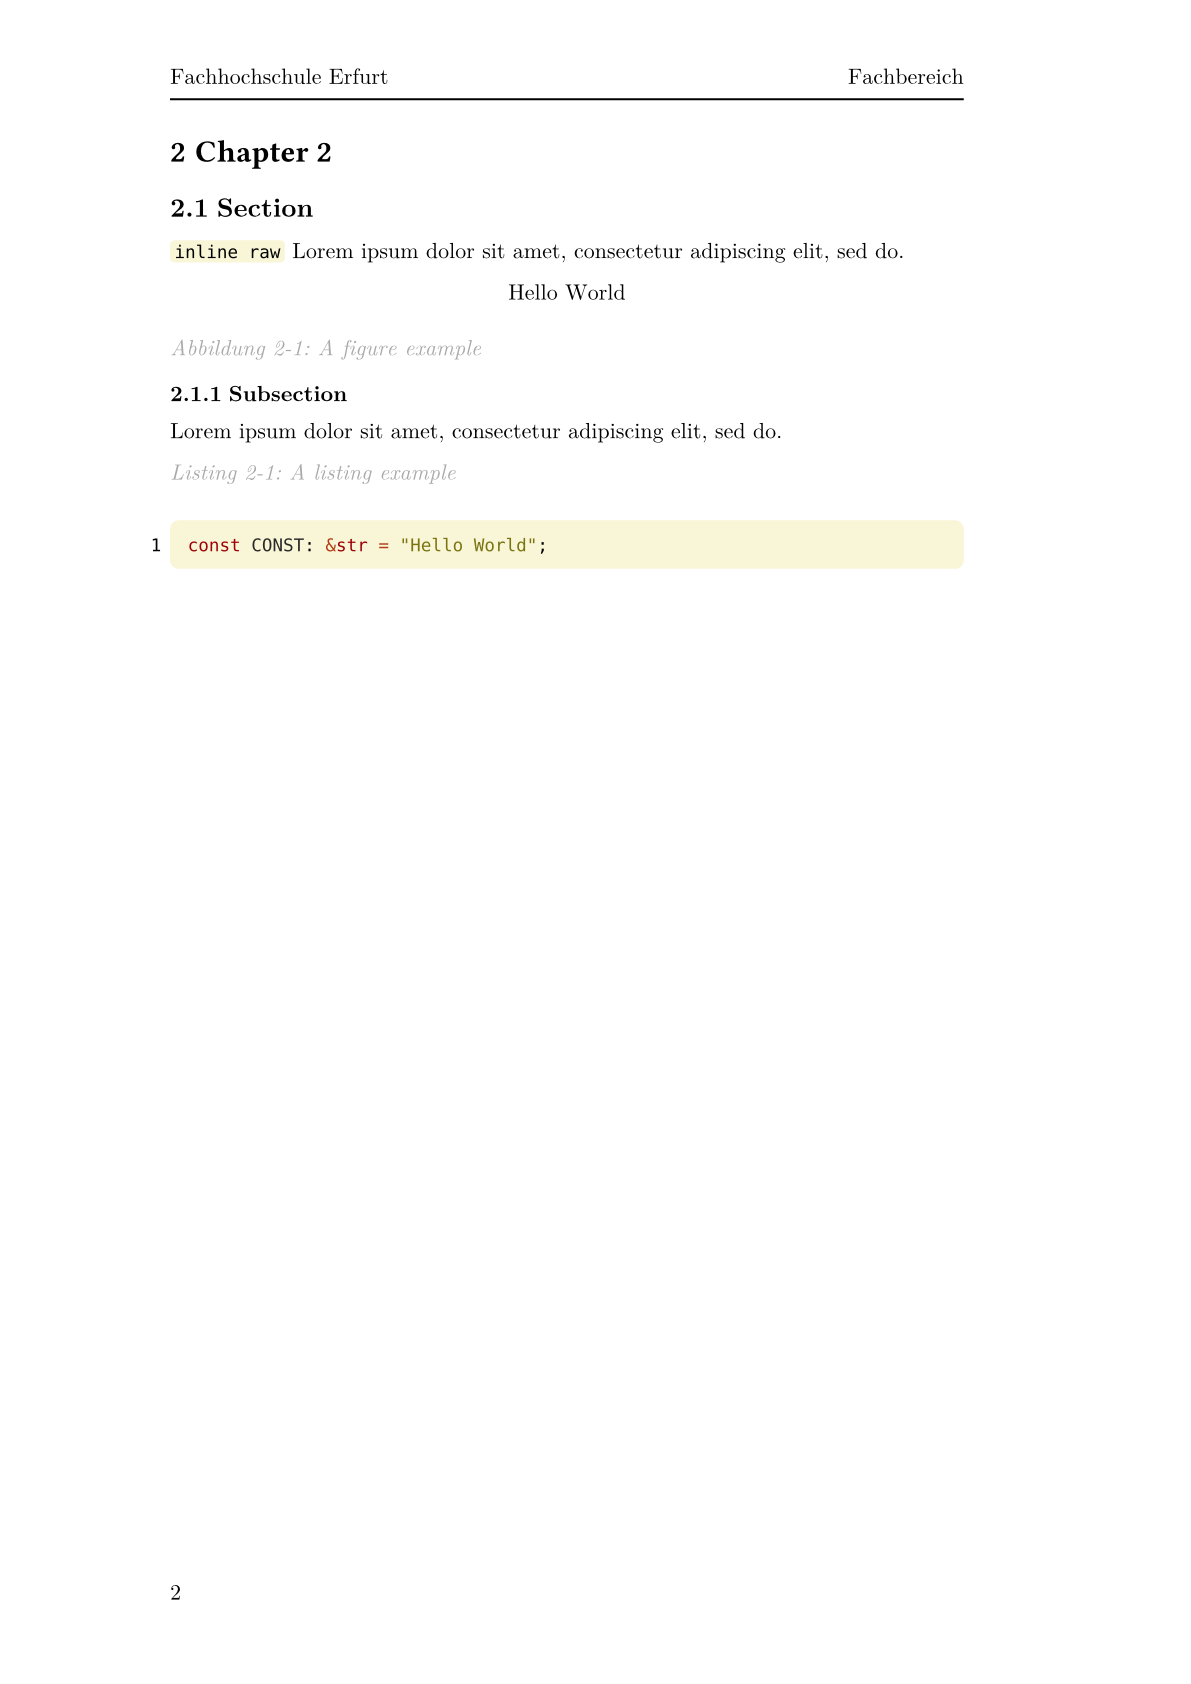 Fachhochschule Erfurt Fachbereich
2 Chapter 2
2.1 Section
inline raw Lorem ipsum dolor sit amet, consectetur adipiscing elit, sed do.
Hello World
Abbildung 2-1: A figure example
2.1.1 Subsection
Lorem ipsum dolor sit amet, consectetur adipiscing elit, sed do.
Listing 2-1: A listing example
1 const CONST: &str = "Hello World";
2